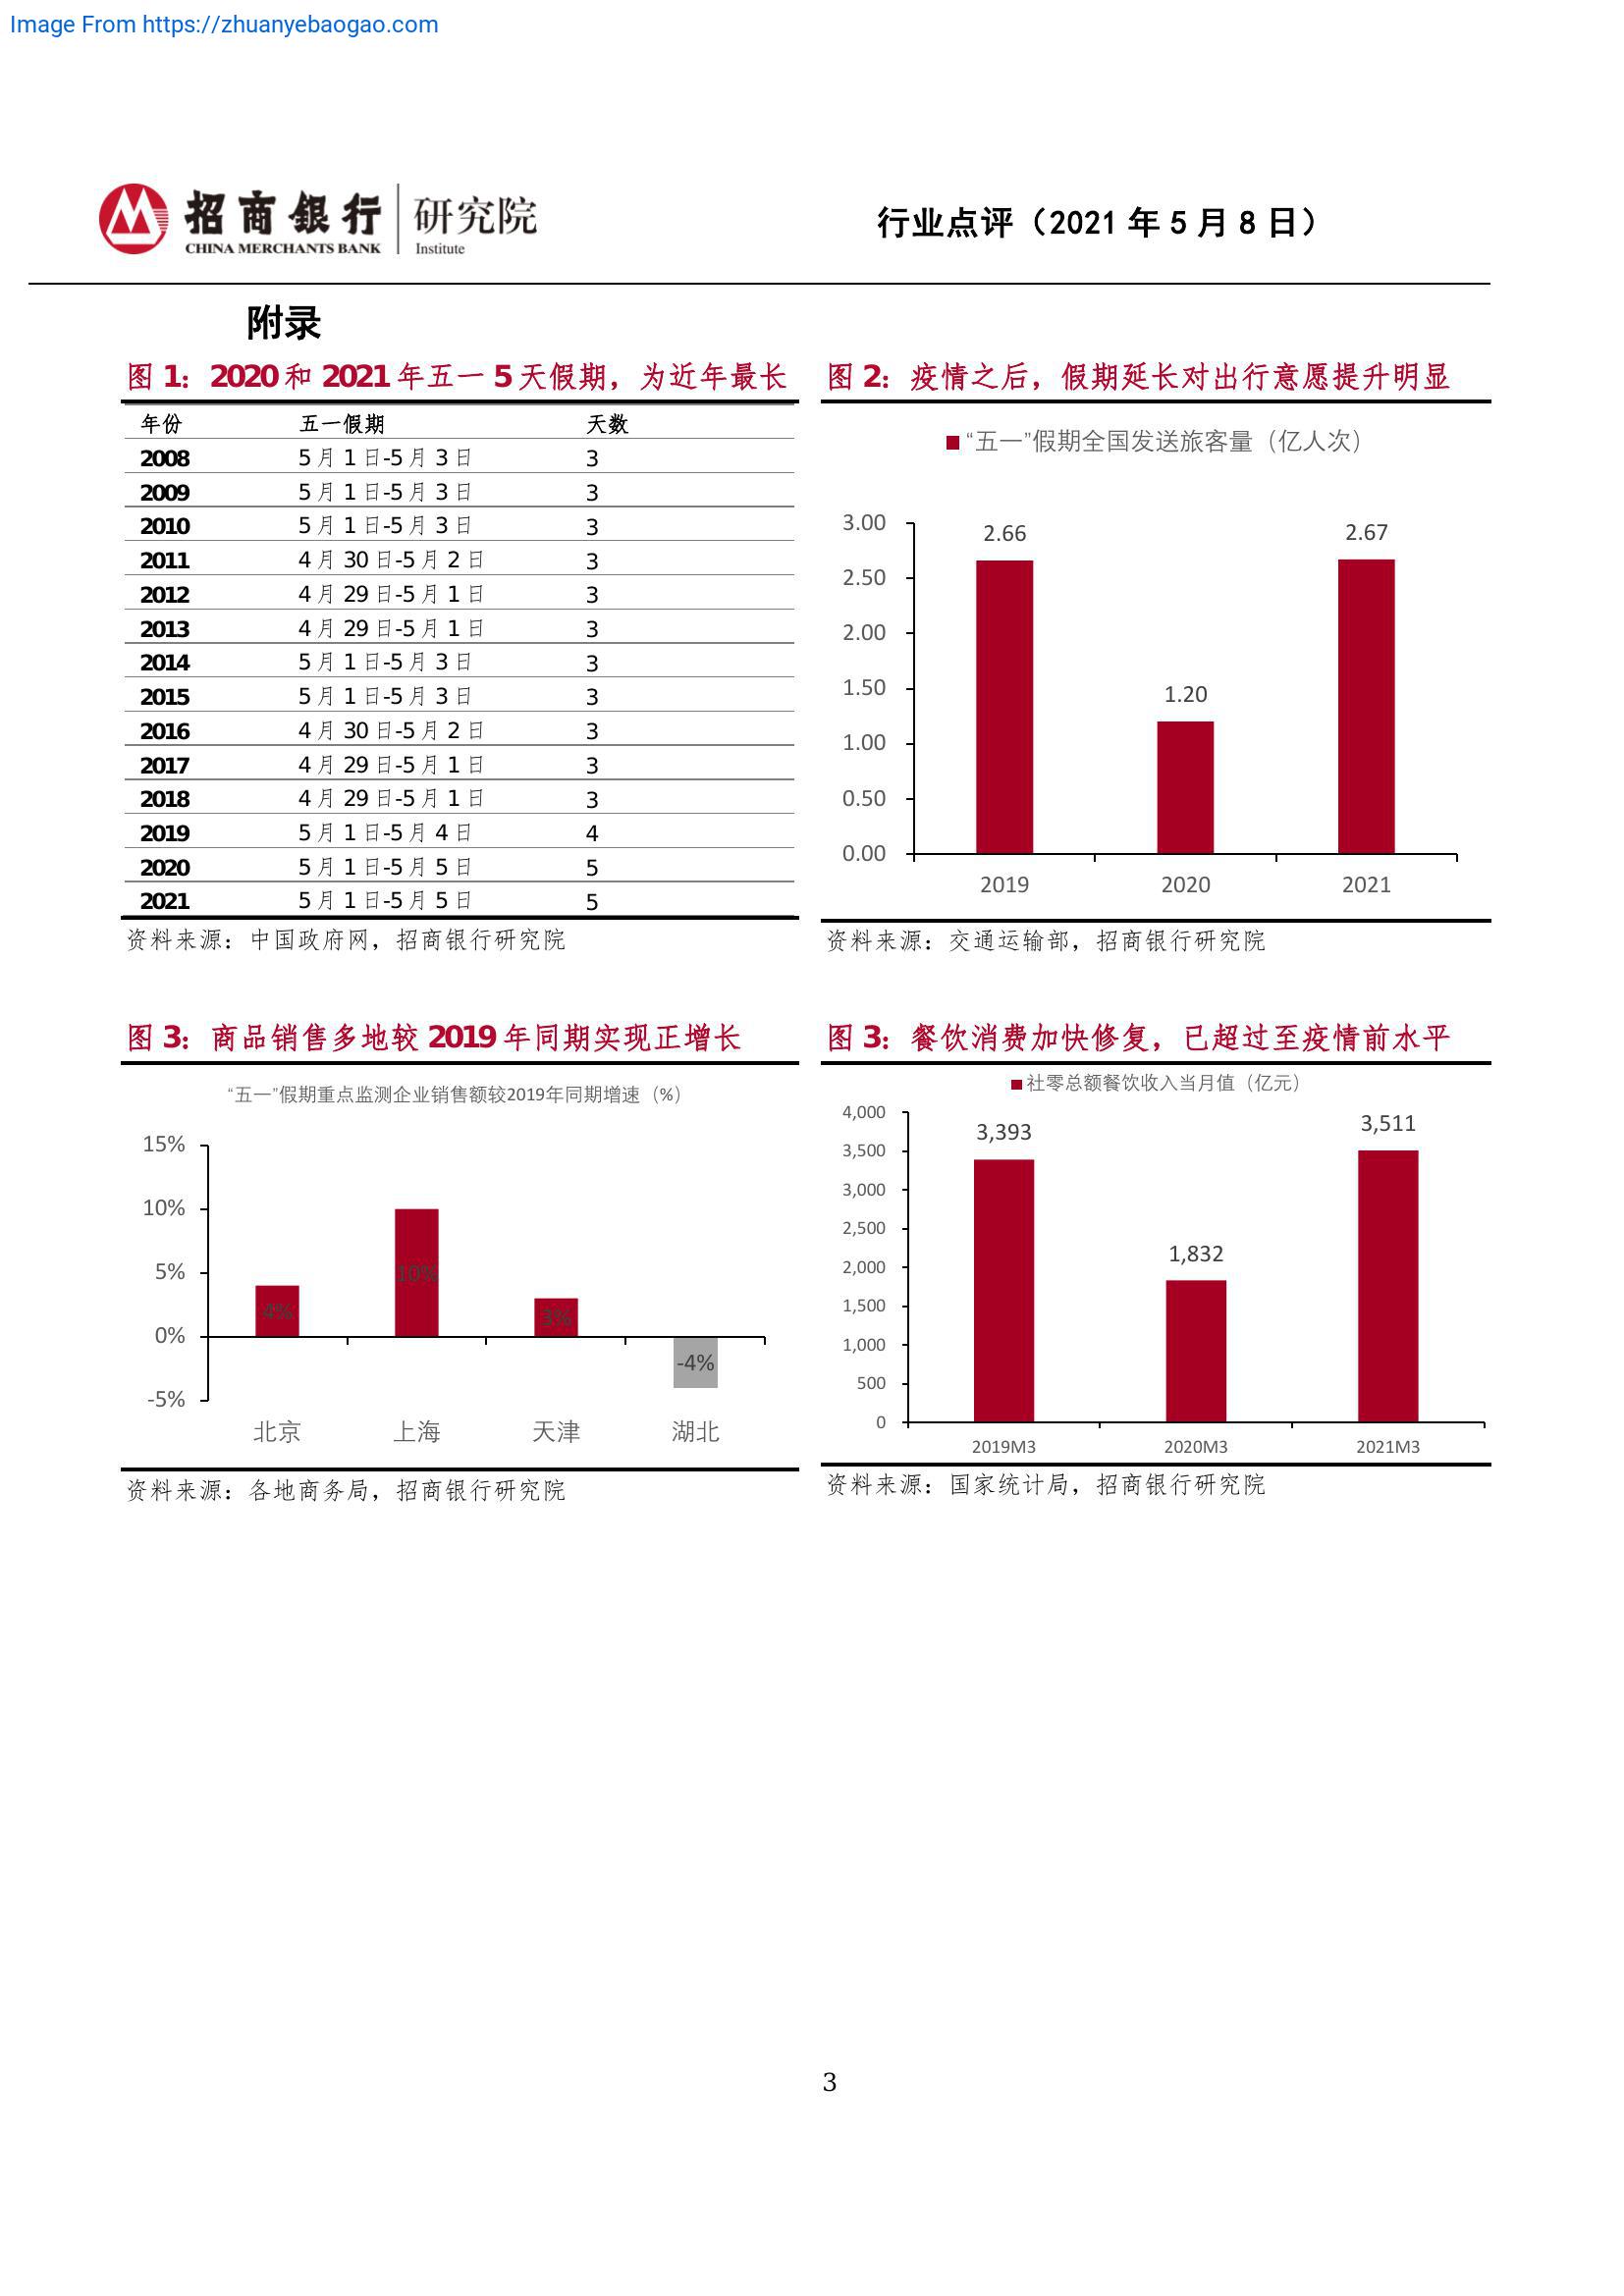 Image From https://zhuanyebaogao.com
招商銀行 研究院
CHINA MERCHANTS BANK Institute
行业点评（2021 年 5 月 8 日）
附录
图 1：2020 和 2021 年五一 5 天假期，为近年最长
年份 五一假期 天数
2008 5 月 1 日-5 月 3 日 3
2009 5 月 1 日-5 月 3 日 3
2010 5 月 1 日-5 月 3 日 3
2011 4 月 30 日-5 月 2 日 3
2012 4 月 29 日-5 月 1 日 3
2013 4 月 29 日-5 月 1 日 3
2014 5 月 1 日-5 月 3 日 3
2015 5 月 1 日-5 月 3 日 3
2016 4 月 30 日-5 月 2 日 3
2017 4 月 29 日-5 月 1 日 3
2018 4 月 29 日-5 月 1 日 3
2019 5 月 1 日-5 月 4 日 4
2020 5 月 1 日-5 月 5 日 5
2021 5 月 1 日-5 月 5 日 5
资料来源：中国政府网，招商银行研究院
图 2：疫情之后，假期延长对出行意愿提升明显
“五一”假期全国发送旅客量（亿人次）
3.00
2.50
2.00
1.50
1.00
0.50
0.00
2.66
1.20
2.67
2019 2020 2021
资料来源：交通运输部，招商银行研究院
图 3：商品销售多地较 2019 年同期实现正增长
“五一”假期重点监测企业销售额较2019年同期增速（%）
15%
10%
5%
0%
-5%
4%
10%
3%
-4%
北京 上海 天津 湖北
资料来源：各地商务局，招商银行研究院
图 3：餐饮消费加快修复，已超过至疫情前水平
社零总额餐饮收入当月值（亿元）
4,000
3,500
3,000
2,500
2,000
1,500
1,000
500
0
3,393
1,832
3,511
2019M3 2020M3 2021M3
资料来源：国家统计局，招商银行研究院
3